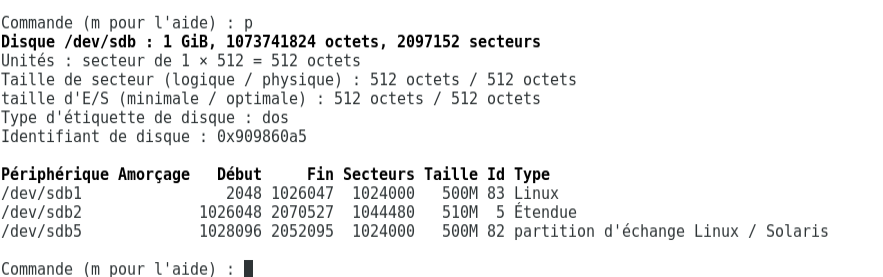 Commande (m pour l'aide) : p
Disque /dev/sdb : 1 GiB, 1073741824 octets, 2097152 secteurs
Unités : secteur de 1 × 512 = 512 octets
Taille de secteur (logique / physique) : 512 octets / 512 octets
taille d'E/S (minimale / optimale) : 512 octets / 512 octets
Type d'étiquette de disque : dos
Identifiant de disque : 0x909860a5
Périphérique Amorçage Début Fin Secteurs Taille Id Type
/dev/sdb1 2048 1026047 1024000 500M 83 Linux
/dev/sdb2 1026048 2070527 1044480 510M 5 Étendue
/dev/sdb5 1028096 2052095 1024000 500M 82 partition d'échange Linux / Solaris
Commande (m pour l'aide) :